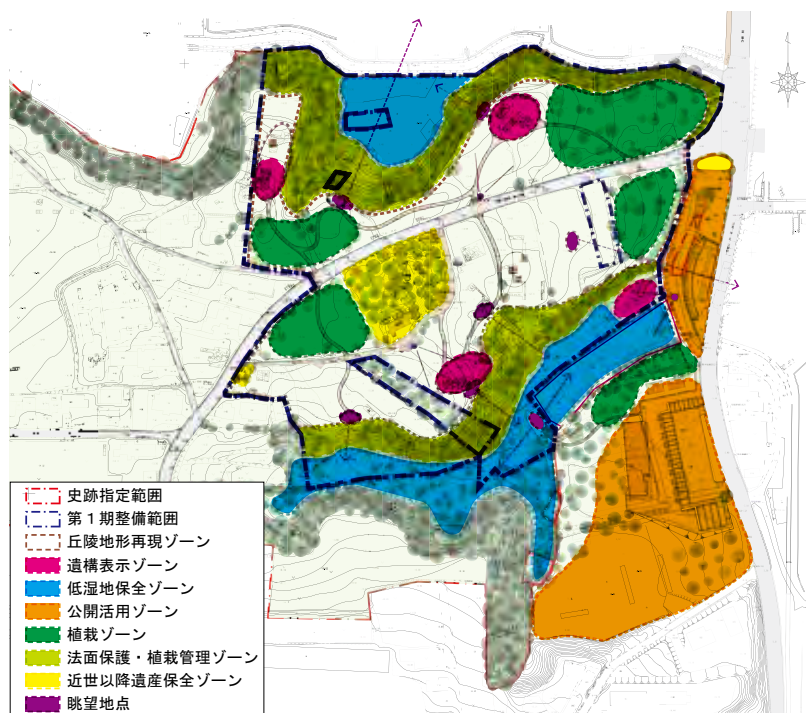 史跡指定範囲
第1期整備範囲
丘陵地形再現ゾーン
遺構表示ゾーン
低湿地保全ゾーン
公開活用ゾーン
植栽ゾーン
法面保護・植栽管理ゾーン
近世以降遺産保全ゾーン
眺望地点